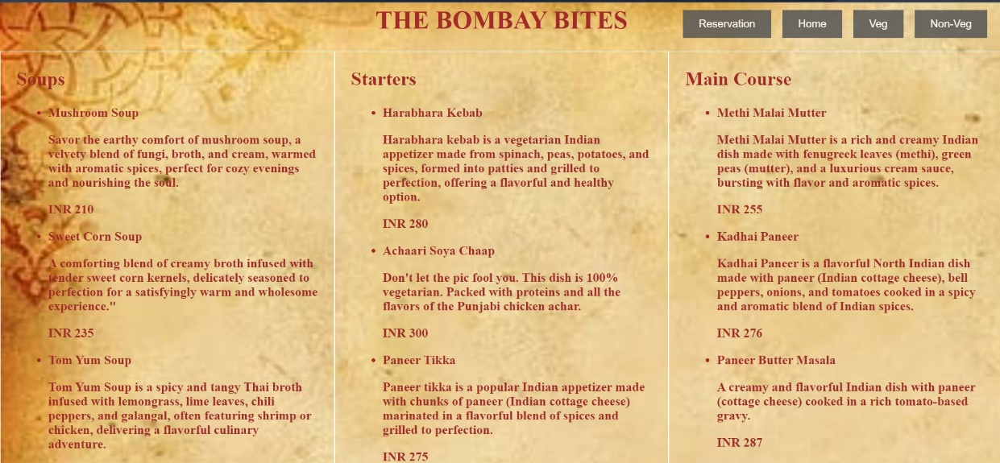 THE BOMBAY BITES
Reservation
Home
Veg
Non-Veg
Soups
• Mushroom Soup
Savor the earthy comfort of mushroom soup, a
velvety blend of fungi, broth, and cream, warmed
with aromatic spices, perfect for cozy evenings
and nourishing the soul.
INR 210
• Sweet Corn Soup
A comforting blend of creamy broth infused with
tender sweet corn kernels, delicately seasoned to
perfection for a satisfyingly warm and wholesome
experience."
INR 235
• Tom Yum Soup
Tom Yum Soup is a spicy and tangy Thai broth
infused with lemongrass, lime leaves, chili
peppers, and galangal, often featuring shrimp or
chicken, delivering a flavorful culinary
adventure.
Starters
• Harabhara Kebab
Harabhara kebab is a vegetarian Indian
appetizer made from spinach, peas, potatoes, and
spices, formed into patties and grilled to
perfection, offering a flavorful and healthy
option.
INR 280
• Achaari Soya Chaap
Don't let the pic fool you. This dish is 100%
vegetarian. Packed with proteins and all the
flavors of the Punjabi chicken achar.
INR 300
• Paneer Tikka
Paneer tikka is a popular Indian appetizer made
with chunks of paneer (Indian cottage cheese)
marinated in a flavorful blend of spices and
grilled to perfection.
INR 275
Main Course
• Methi Malai Mutter
Methi Malai Mutter is a rich and creamy Indian
dish made with fenugreek leaves (methi), green
peas (mutter), and a luxurious cream sauce,
bursting with flavor and aromatic spices.
INR 255
• Kadhai Paneer
Kadhai Paneer is a flavorful North Indian dish
made with paneer (Indian cottage cheese), bell
peppers, onions, and tomatoes cooked in a spicy
and aromatic blend of Indian spices.
INR 276
• Paneer Butter Masala
A creamy and flavorful Indian dish with paneer
(cottage cheese) cooked in a rich tomato-based
gravy.
INR 287